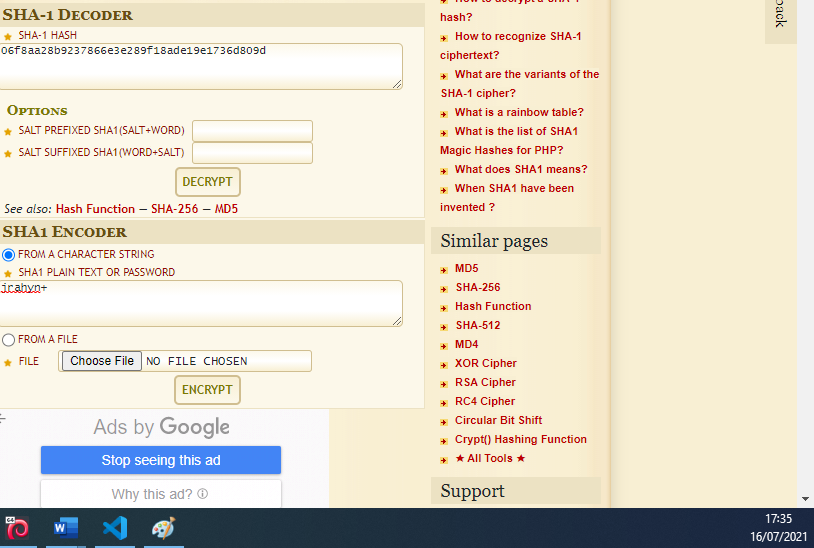 SHA-1 DECODER
SHA-1 HASH
06f8aa28b9237866e3e289f18ade19e1736d809d
OPTIONS
SALT PREFIXED SHA1(SALT+WORD)
SALT SUFFIXED SHA1(WORD+SALT)
DECRYPT
See also: Hash Function — SHA-256 — MD5
SHA1 ENCODER
FROM A CHARACTER STRING
SHA1 PLAIN TEXT OR PASSWORD
jrahyn+
FROM A FILE
FILE Choose File NO FILE CHOSEN
ENCRYPT
Ads by Google
Stop seeing this ad
Why this ad?
How to decrypt a SHA-1
hash?
How to recognize SHA-1
ciphertext?
What are the variants of the
SHA-1 cipher?
What is a rainbow table?
What is the list of SHA1
Magic Hashes for PHP?
What does SHA1 means?
When SHA1 have been
invented ?
Similar pages
MD5
SHA-256
Hash Function
SHA-512
MD4
XOR Cipher
RSA Cipher
RC4 Cipher
Circular Bit Shift
Crypt() Hashing Function
★ All Tools ★
Support
17:35
16/07/2021